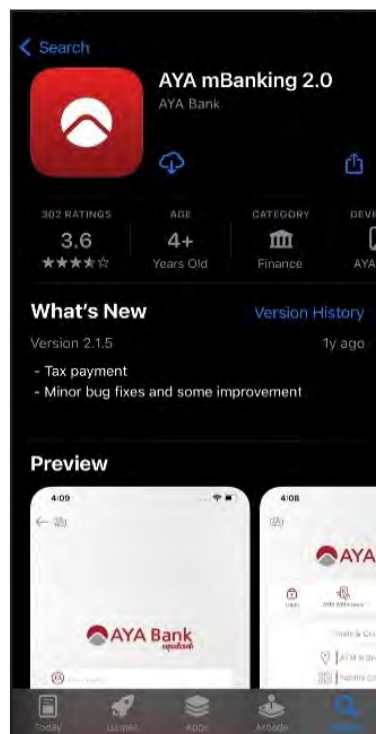 Search
AYA mBanking 2.0
AYA Bank
302 RATINGS
AGE
CATEGORY
3.6
4+
Years Old
Finance
AYA
What's New
Version History
Version 2.1.5
1y ago
- Tax payment
- Minor bug fixes and some improvement
Preview
4:09
4:08
AYA Bank
AYA
Today
Games
Apps
Arcade